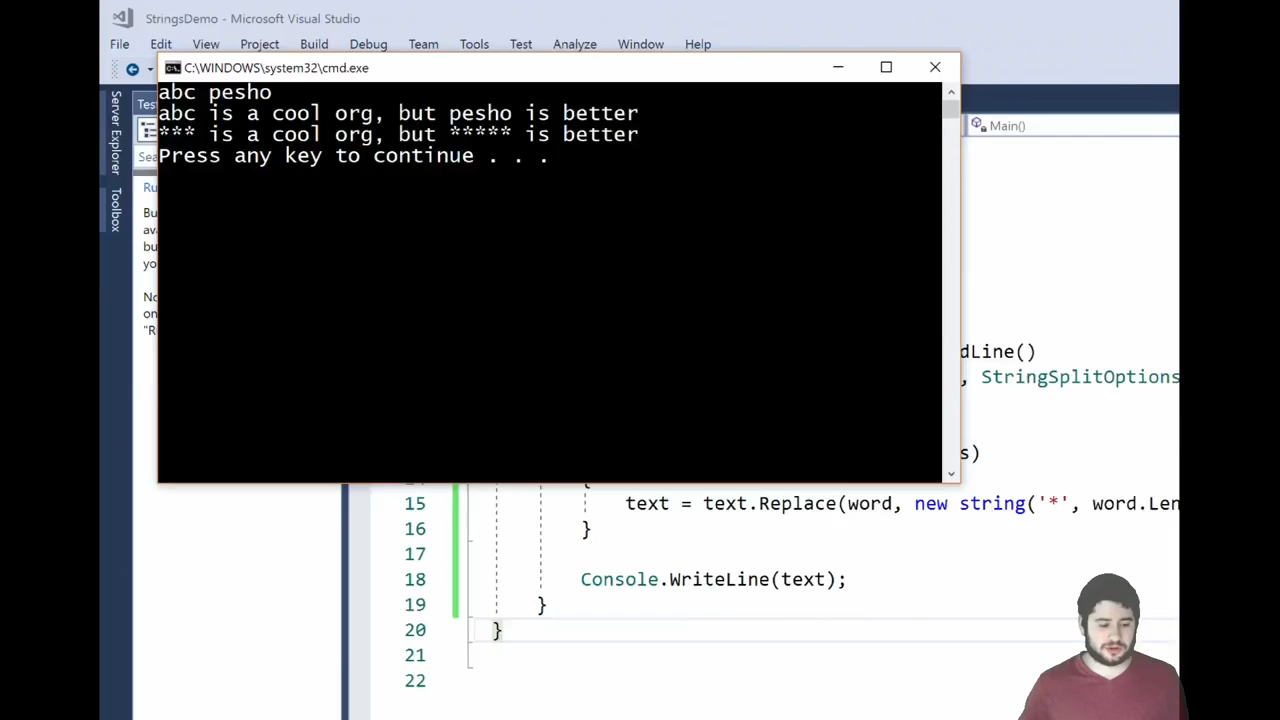 StringsDemo - Microsoft Visual Studio
File Edit View Project Build Debug Team Tools Test Analyze Window Help
C:\WINDOWS\system32\cmd.exe
abc pesho
abc is a cool org, but pesho is better
*** is a cool org, but ***** is better
Press any key to continue . . .
Server Explorer
Toolbox
Main()
dLine()
, StringSplitOptions
s)
{
15 text = text.Replace(word, new string('*', word.Len
16 }
17
18 Console.WriteLine(text);
19 }
20 }
21
22